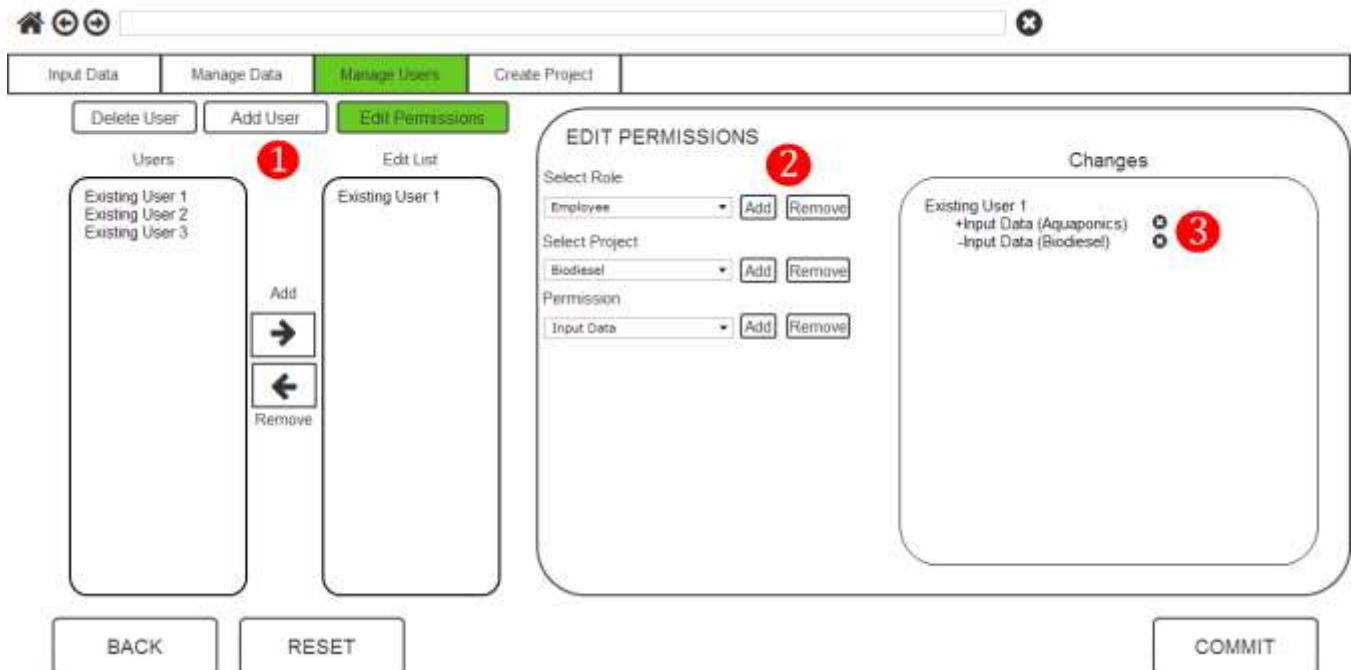 Input Data
Manage Data
Manage Users
Create Project
Delete User
Add User
Edit Permissions
Users
1
Edit List
Existing User 1
Existing User 2
Existing User 3
Add
Remove
Existing User 1
EDIT PERMISSIONS
2
Select Role
Employee
Add
Remove
Select Project
Biodiesel
Add
Remove
Permission
Input Data
Add
Remove
Changes
Existing User 1
+Input Data (Aquaponics)
-Input Data (Biodiesel)
3
BACK
RESET
COMMIT